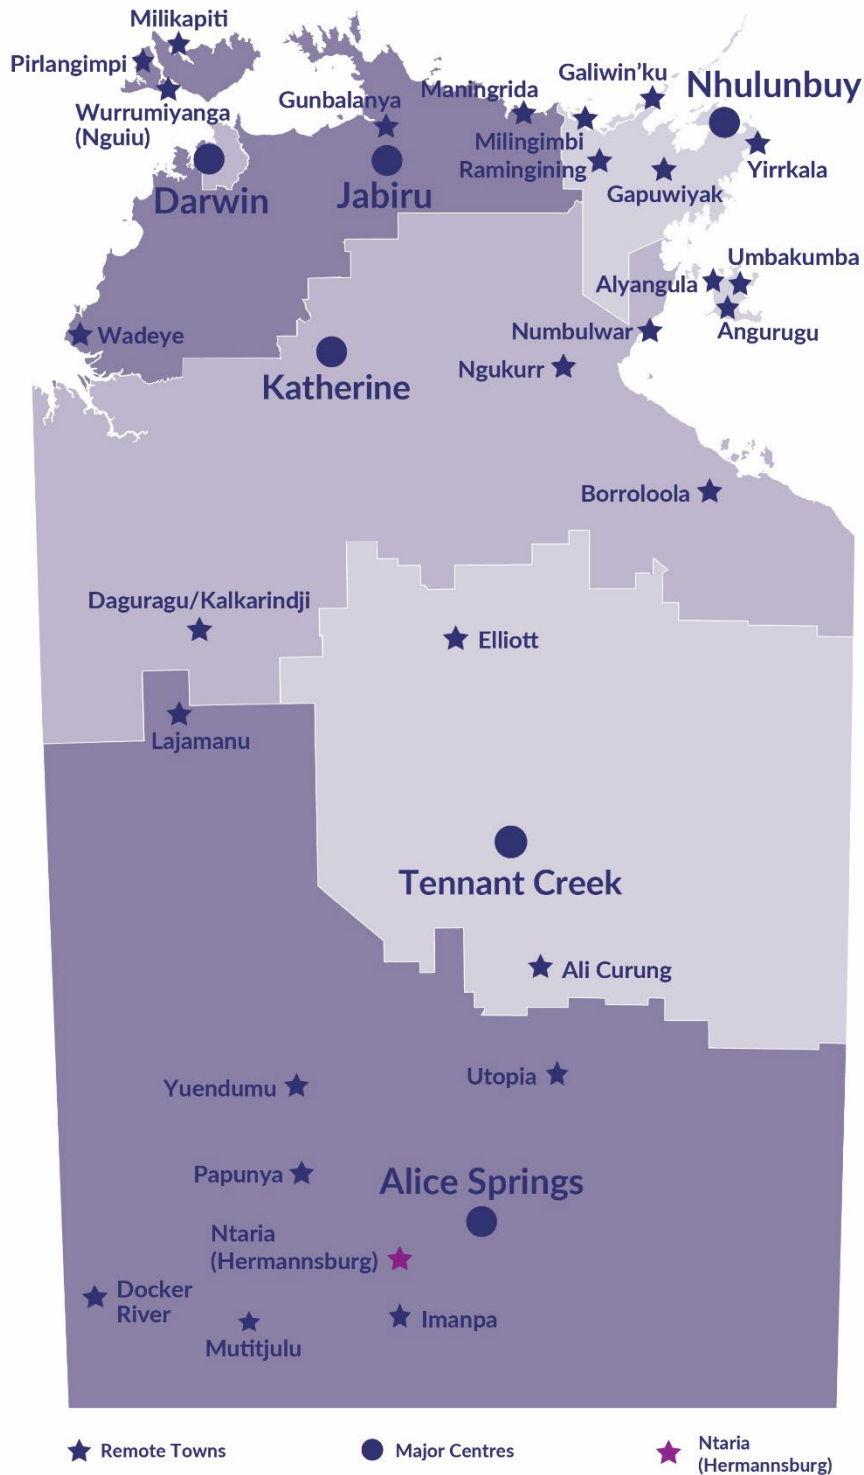 Milikapiti
Pirlangimpi
Wurrumiyanga
(Nguiu)
Gunbalanya
Maningrida
Galiwin’ku
Nhulunbuy
Milingimbi
Ramingining
Yirrkala
Gapuwiyak
Darwin
Jabiru
Umbakumba
Alyangula
Angurugu
Numbulwar
Wadeye
Ngukurr
Katherine
Borroloola
Daguragu/Kalkarindji
Elliott
Lajamanu
Tennant Creek
Ali Curung
Utopia
Yuendumu
Papunya
Alice Springs
Ntaria
(Hermannsburg)
Docker
River
Imanpa
Mutitjulu
Remote Towns
Major Centres
Ntaria
(Hermannsburg)